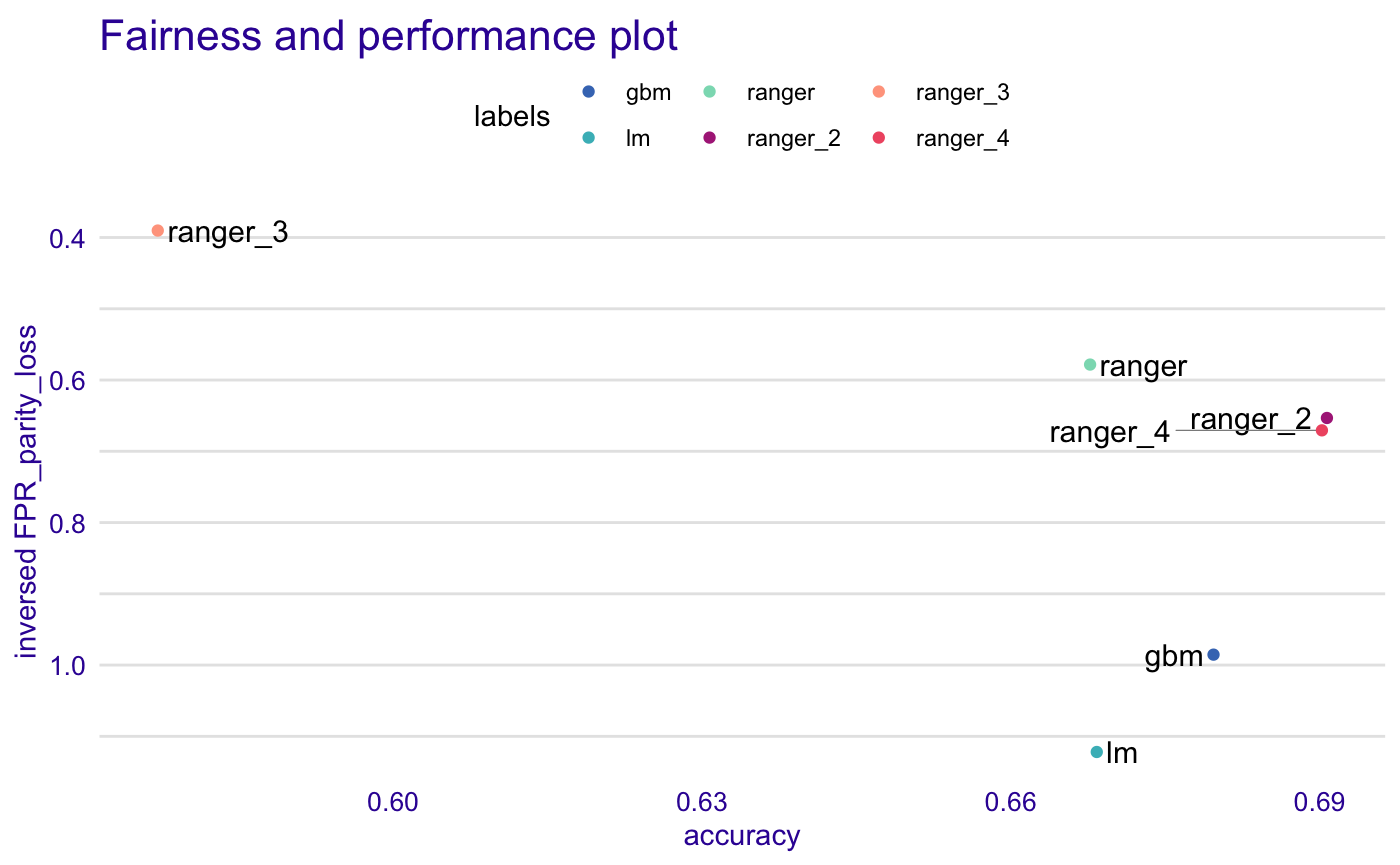 Fairness and performance plot
labels
gbm
ranger
ranger_3
lm
ranger_2
ranger_4
inversed FPR_parity_loss
0.4
0.6
0.8
1.0
ranger_3
ranger
ranger_2
ranger_4
gbm
lm
0.60
0.63
0.66
0.69
accuracy